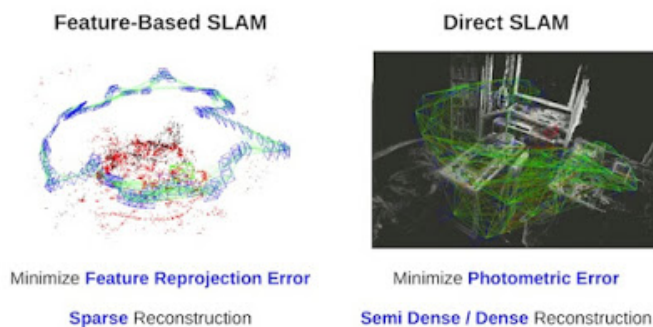 Feature-Based SLAM
Direct SLAM
Minimize Feature Reprojection Error
Minimize Photometric Error
Sparse Reconstruction
Semi Dense / Dense Reconstruction